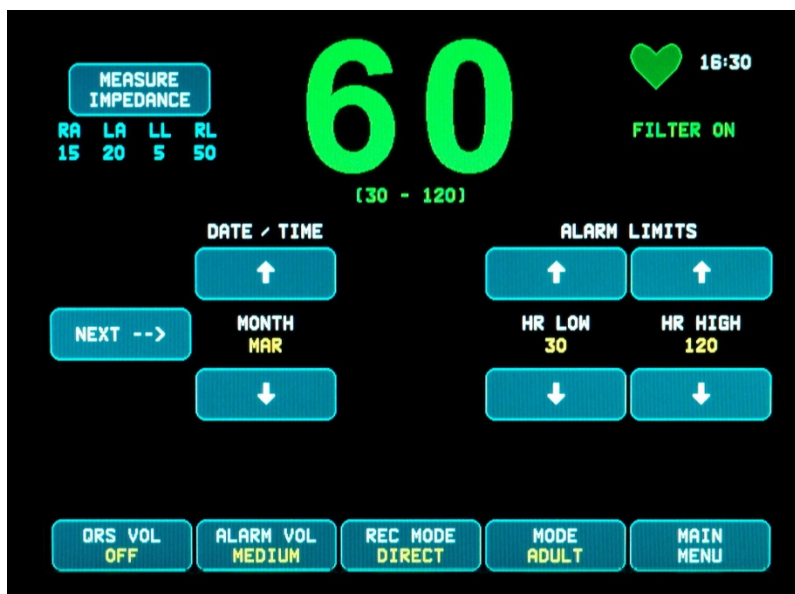 MEASURE
IMPEDANCE
RA LA LL RL
15 20 5 50
60
(30 - 120)
16:30
FILTER ON
DATE / TIME
ALARM LIMITS
NEXT -->
MONTH
MAR
HR LOW
30
HR HIGH
120
QRS VOL
OFF
ALARM VOL
MEDIUM
REC MODE
DIRECT
MODE
ADULT
MAIN
MENU